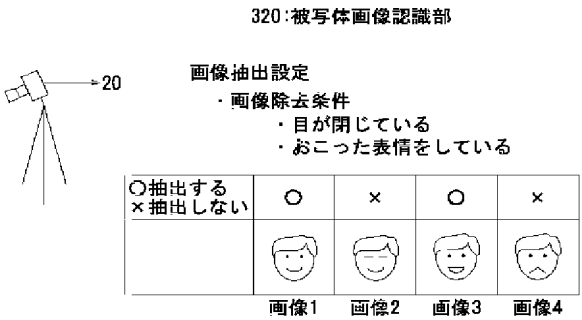 320:被写体画像認識部
20
画像抽出設定
・画像除去条件
・目が閉じている
・おこった表情をしている
○抽出する
×抽出しない
○ × ○ ×
画像1 画像2 画像3 画像4